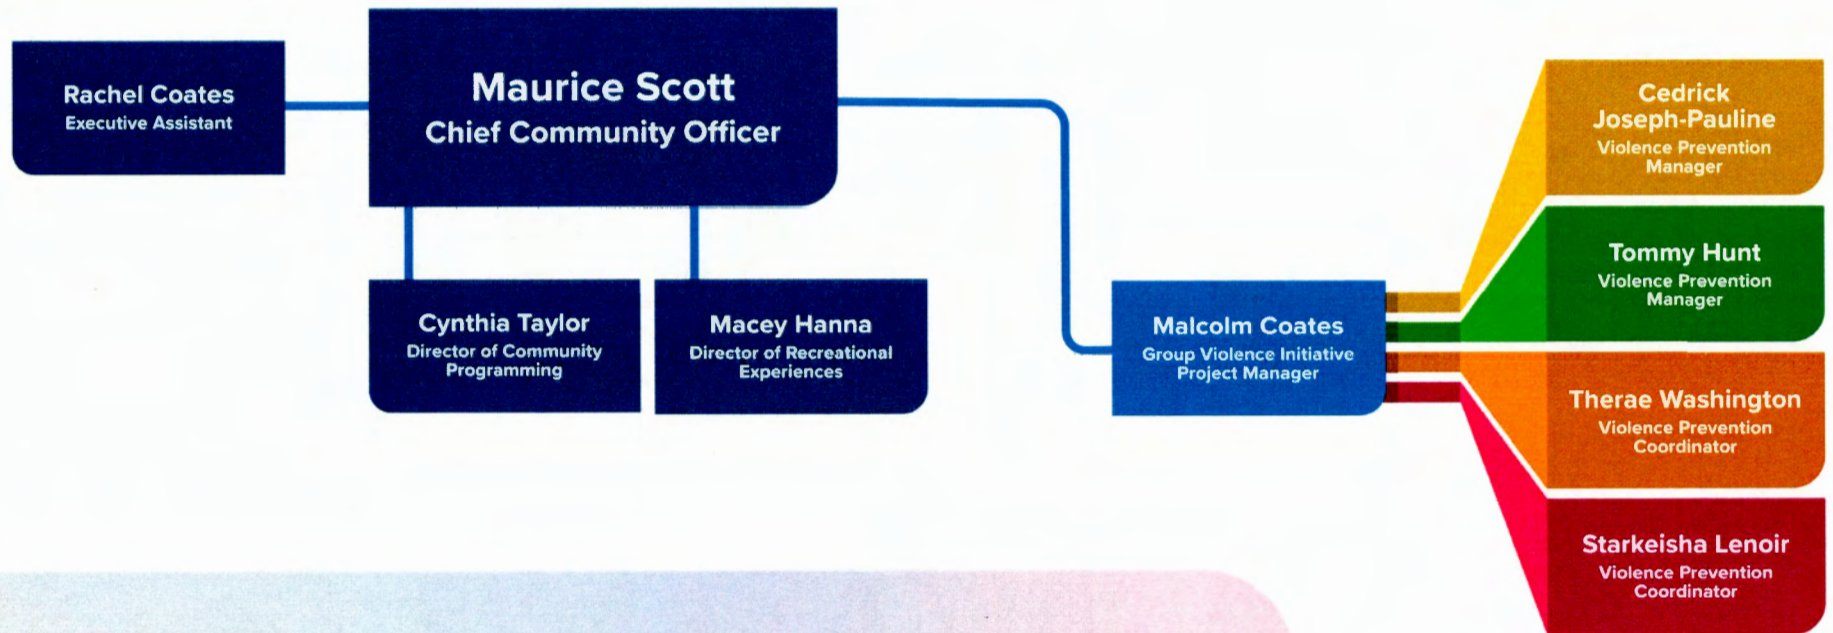 Rachel Coates
Executive Assistant
Maurice Scott
Chief Community Officer
Cynthia Taylor
Director of Community
Programming
Macey Hanna
Director of Recreational
Experiences
Malcolm Coates
Group Violence Initiative
Project Manager
Cedrick
Joseph-Pauline
Violence Prevention
Manager
Tommy Hunt
Violence Prevention
Manager
Therae Washington
Violence Prevention
Coordinator
Starkeisha Lenoir
Violence Prevention
Coordinator